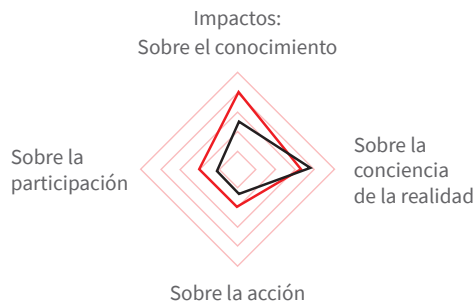 Impactos:
Sobre el conocimiento
Sobre la
participación
Sobre la
conciencia
de la realidad
Sobre la acción